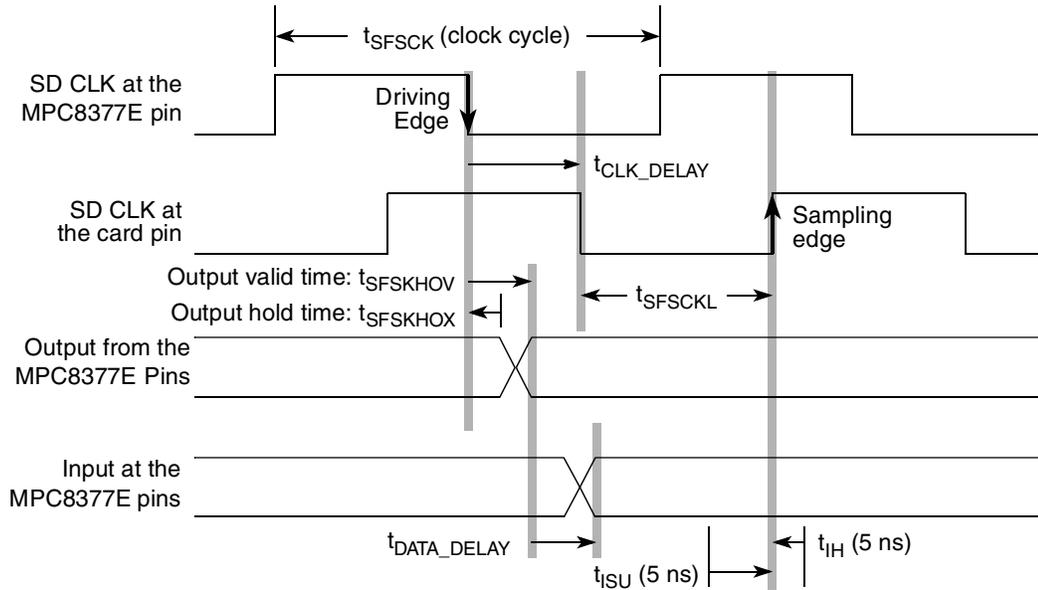 tSFSCK (clock cycle)
SD CLK at the
MPC8377E pin
Driving
Edge
tCLK_DELAY
SD CLK at
the card pin
Sampling
edge
Output valid time: tSFSKHOV
tSFSCKL
Output hold time: tSFSKHOX
Output from the
MPC8377E Pins
Input at the
MPC8377E pins
tDATA_DELAY
tIH (5 ns)
tISU (5 ns)